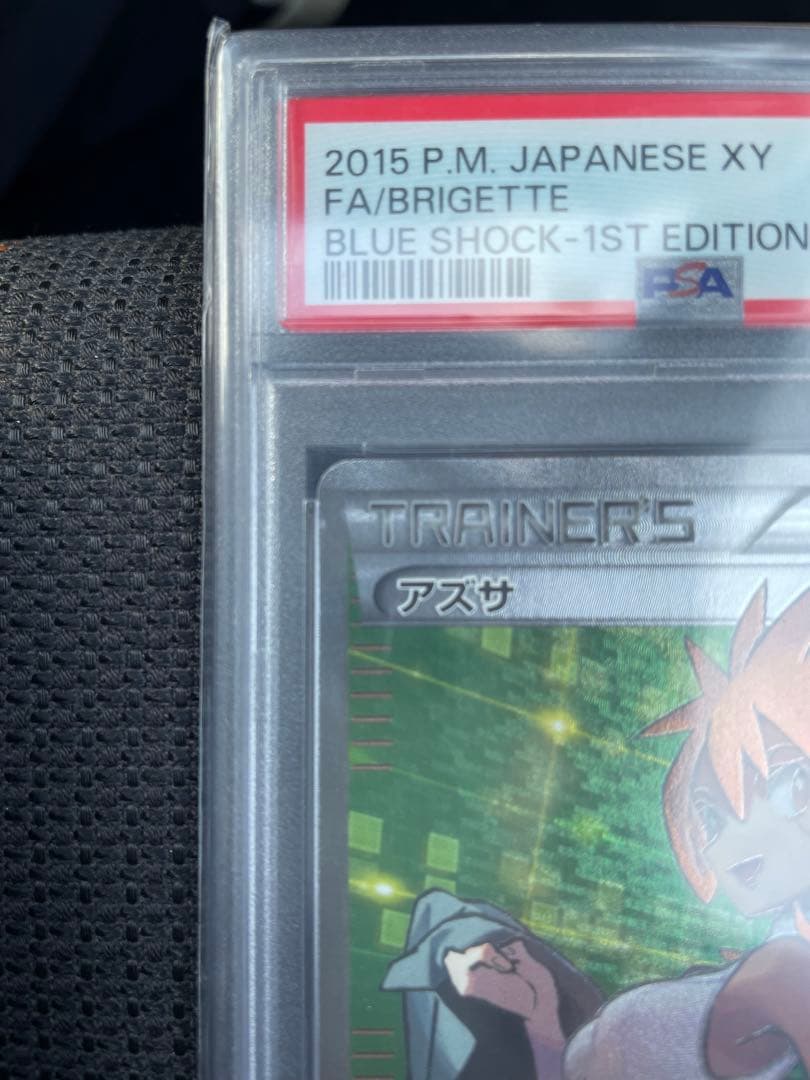 2015 P.M. JAPANESE XY
FA/BRIGETTE
BLUE SHOCK-1ST EDITION
PSA
TRAINER'S
アズサ